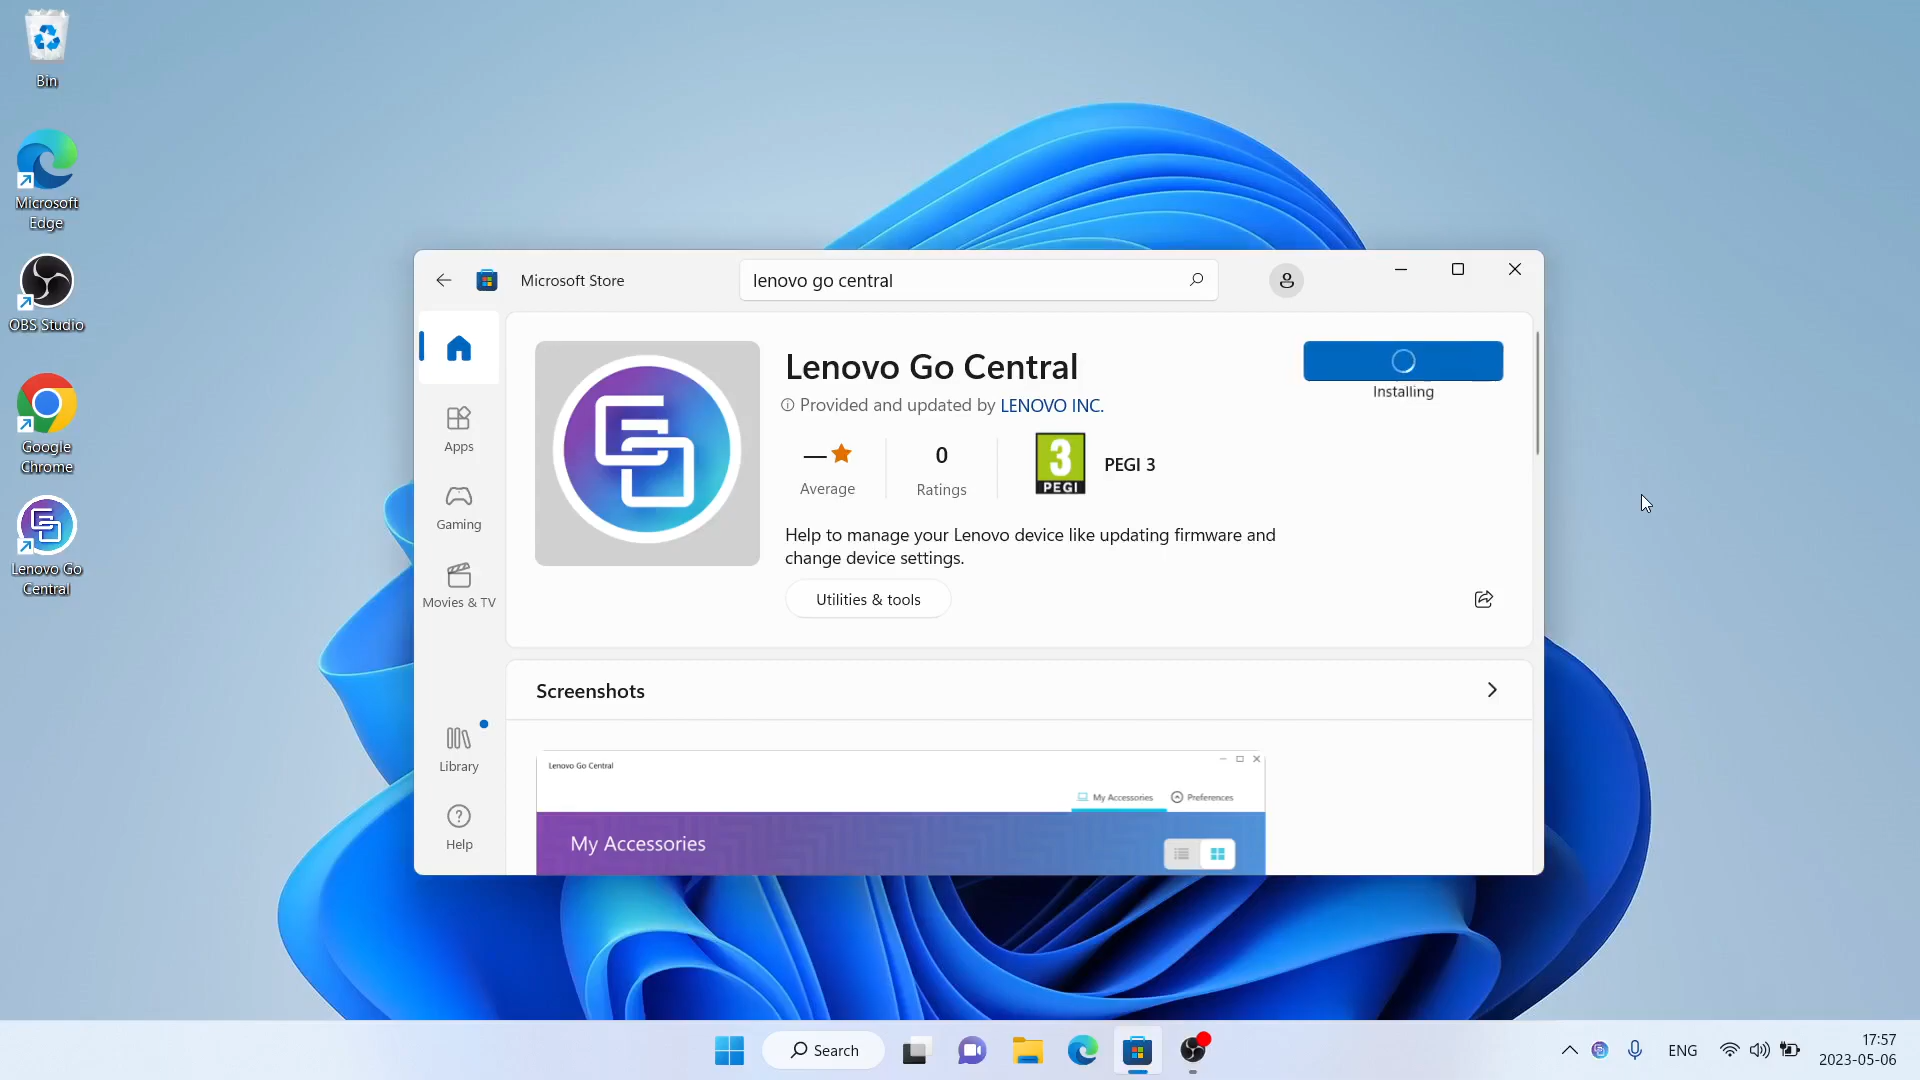 Bin
Microsoft
Edge
OBS Studio
Google
Chrome
Lenovo Go
Central
Microsoft Store
lenovo go central
Apps
Gaming
Movies & TV
Library
Help
Lenovo Go Central
Provided and updated by LENOVO INC.
Average
0
Ratings
3
PEGI
PEGI 3
Help to manage your Lenovo device like updating firmware and
change device settings.
Utilities & tools
Installing
Screenshots
Lenovo Go Central
My Accessories
Preferences
My Accessories
Search
ENG
17:57
2023-05-06